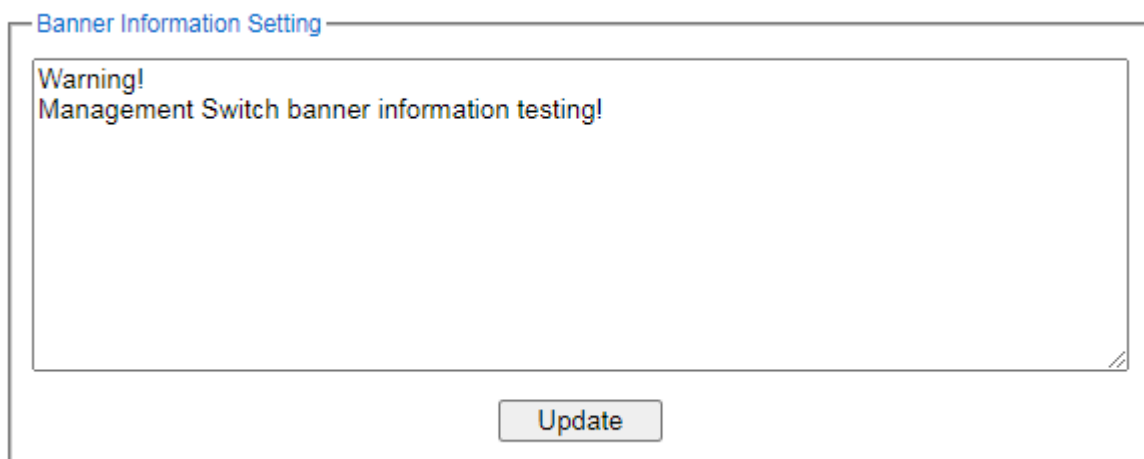 Banner Information Setting
Warning!
Management Switch banner information testing!
Update